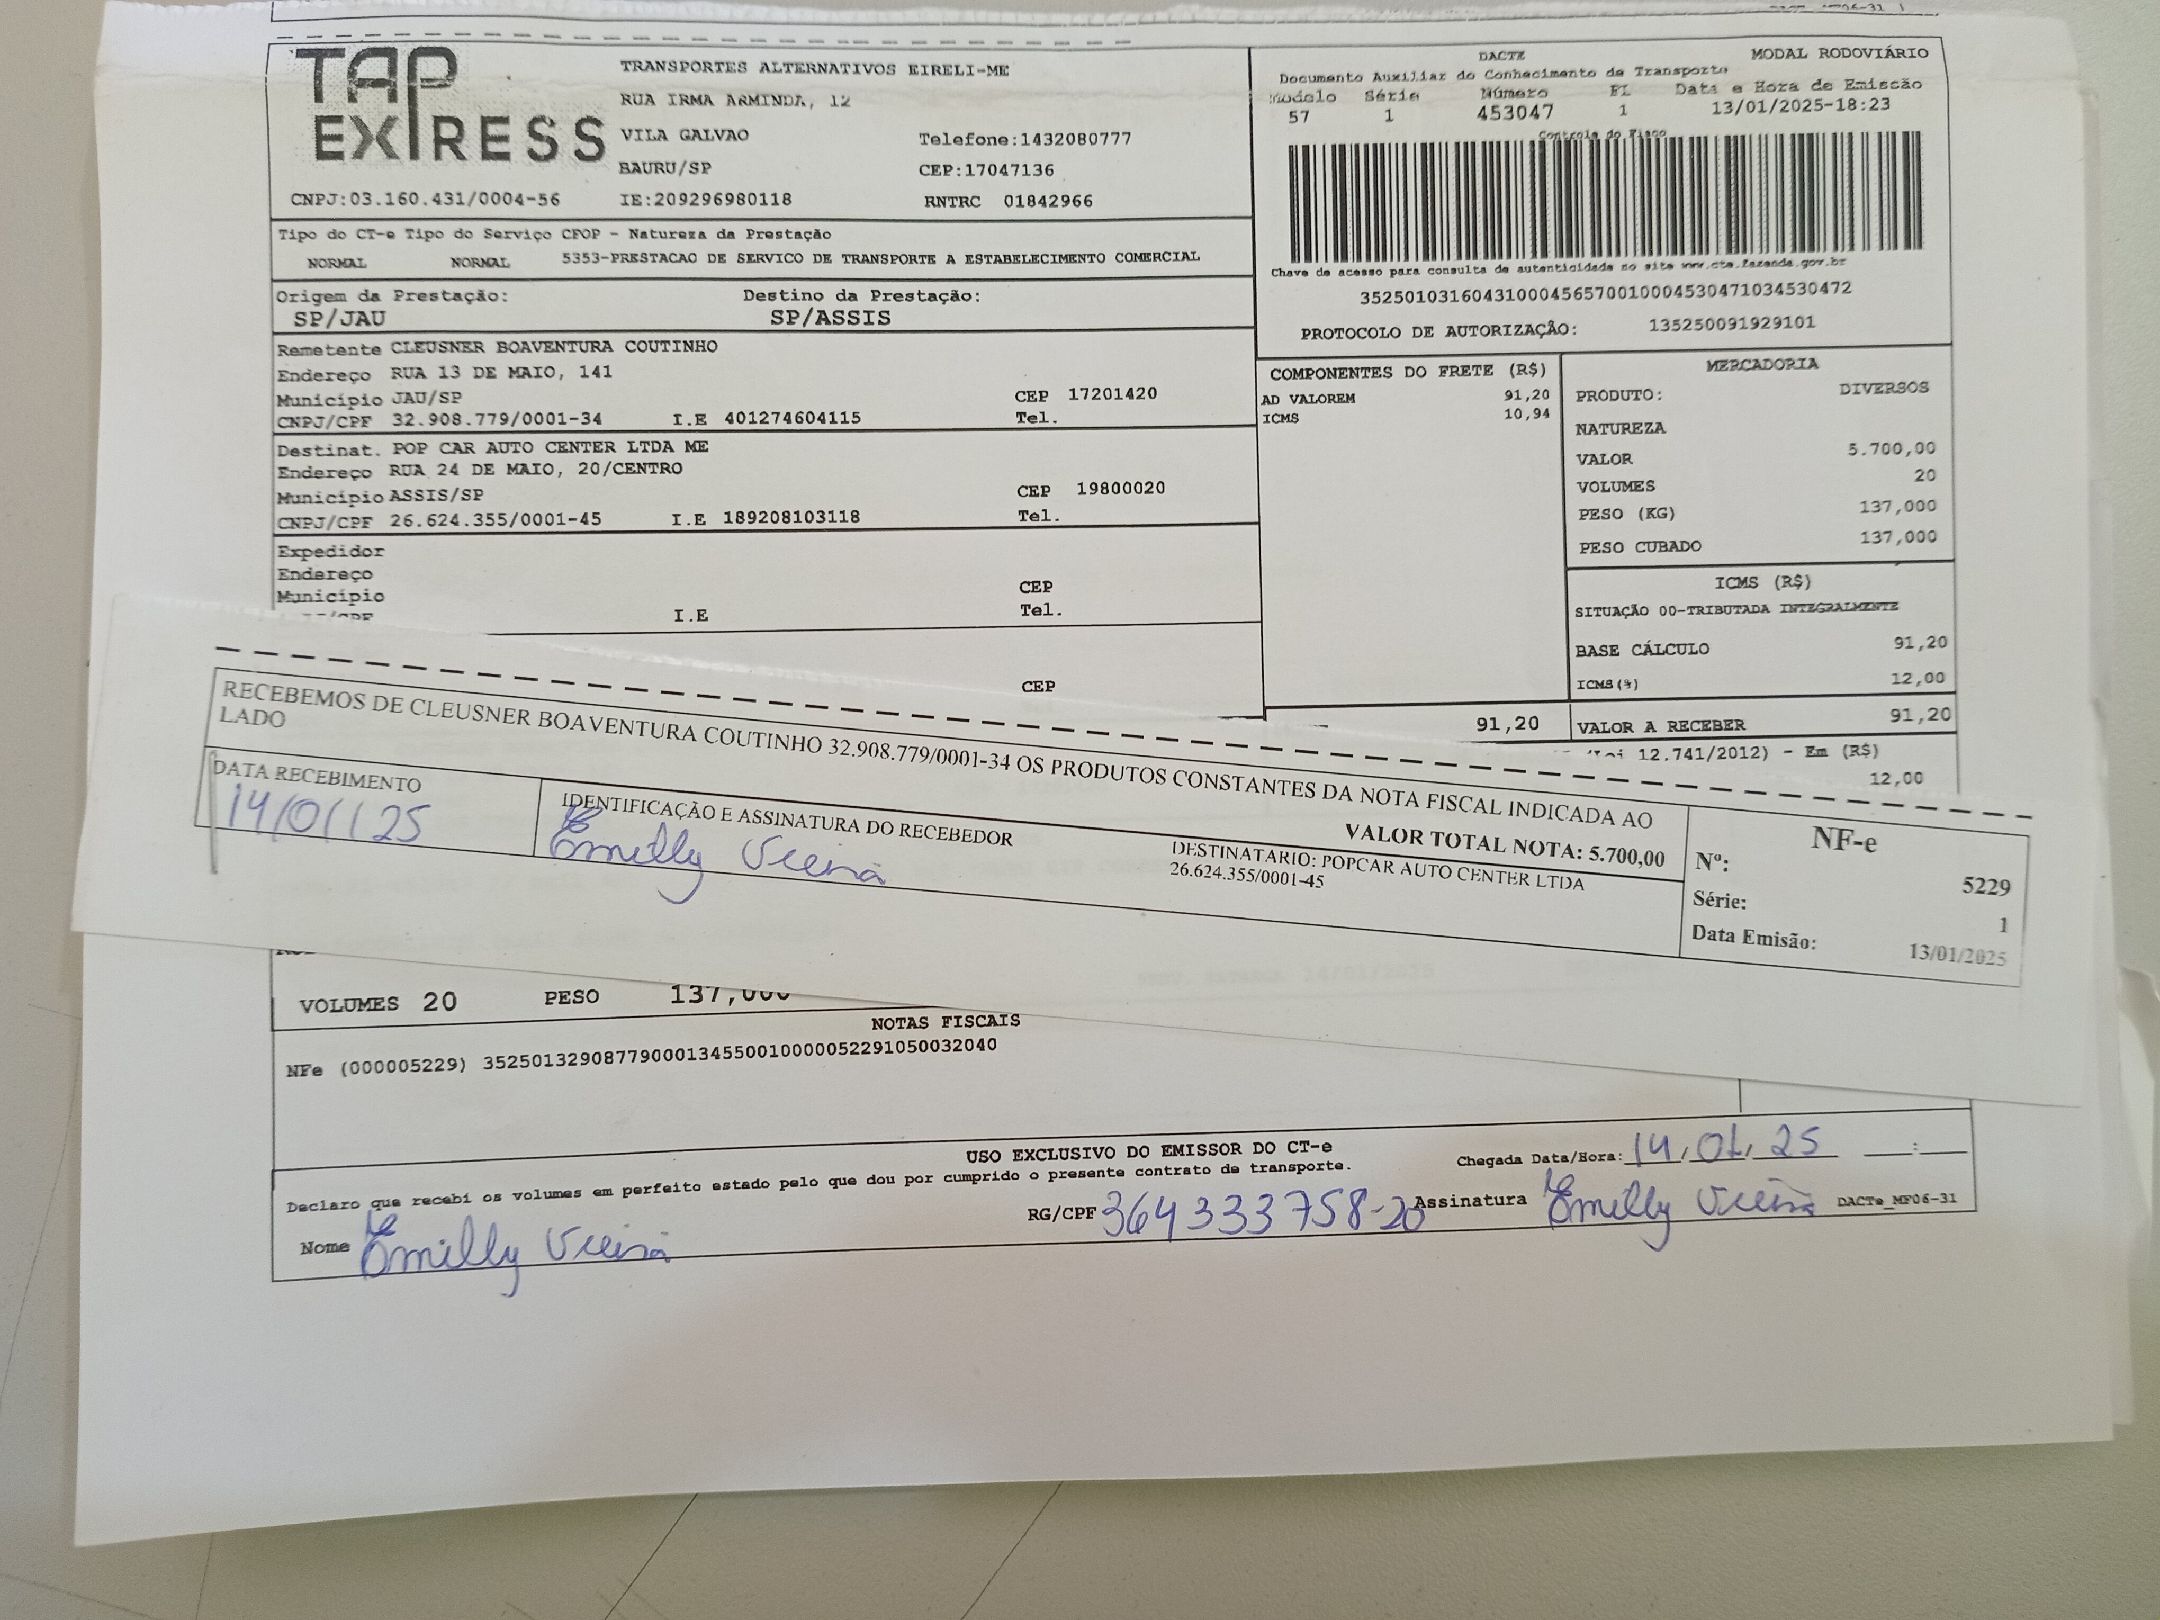 TAP EXPRESS
TRANSPORTES ALTERNATIVOS EIRELI-ME
RUA IRMA ARMINDA, 12
VILA GALVAO Telefone:1432080777
BAURU/SP CEP:17047136
CNPJ:03.160.431/0004-56 IE:209296980118 RNTRC 01842966
DACTE MODAL RODOVIÁRIO
Documento Auxiliar do Conhecimento de Transporte
Modelo Série Número FL Data e Hora de Emissão
57 1 453047 1 13/01/2025-18:23
Controle do Fisco
Chave de acesso para consulta de autenticidade no site www.cte.fazenda.gov.br
35250103160431000456570010004530471034530472
PROTOCOLO DE AUTORIZAÇÃO: 135250091929101
Tipo do CT-e Tipo do Serviço CFOP - Natureza da Prestação
NORMAL NORMAL 5353-PRESTACAO DE SERVICO DE TRANSPORTE A ESTABELECIMENTO COMERCIAL
Origem da Prestação: Destino da Prestação:
SP/JAU SP/ASSIS
Remetente CLEUSNER BOAVENTURA COUTINHO
Endereço RUA 13 DE MAIO, 141
Município JAU/SP CEP 17201420
CNPJ/CPF 32.908.779/0001-34 I.E 401274604115 Tel.
Destinat. POP CAR AUTO CENTER LTDA ME
Endereço RUA 24 DE MAIO, 20/CENTRO
Município ASSIS/SP CEP 19800020
CNPJ/CPF 26.624.355/0001-45 I.E 189208103118 Tel.
Expedidor
Endereço CEP
Município Tel.
I.E
CEP
COMPONENTES DO FRETE (R$)
AD VALOREM 91,20
ICMS 10,94
91,20
MERCADORIA
PRODUTO: DIVERSOS
NATUREZA
VALOR 5.700,00
VOLUMES 20
PESO (KG) 137,000
PESO CUBADO 137,000
ICMS (R$)
SITUAÇÃO 00-TRIBUTADA INTEGRALMENTE
BASE CÁLCULO 91,20
ICMS(%) 12,00
VALOR A RECEBER 91,20
12.741/2012) - Em (R$)
12,00
RECEBEMOS DE CLEUSNER BOAVENTURA COUTINHO 32.908.779/0001-34 OS PRODUTOS CONSTANTES DA NOTA FISCAL INDICADA AO
LADO
VALOR TOTAL NOTA: 5.700,00
DATA RECEBIMENTO
14/01/25
IDENTIFICAÇÃO E ASSINATURA DO RECEBEDOR
Emilly Vieira
DESTINATÁRIO: POPCAR AUTO CENTER LTDA
26.624.355/0001-45
NF-e
Nº: 5229
Série: 1
Data Emisão: 13/01/2025
VOLUMES 20 PESO 137,000
NOTAS FISCAIS
NFe (000005229) 35250132908779000134550010000052291050032040
USO EXCLUSIVO DO EMISSOR DO CT-e
Declaro que recebi os volumes em perfeito estado pelo que dou por cumprido o presente contrato de transporte.
Chegada Data/Hora: 14/01/25 :
Nome Emilly Vieira RG/CPF 364333758-20 Assinatura Emilly Vieira DACTe_MF06-31